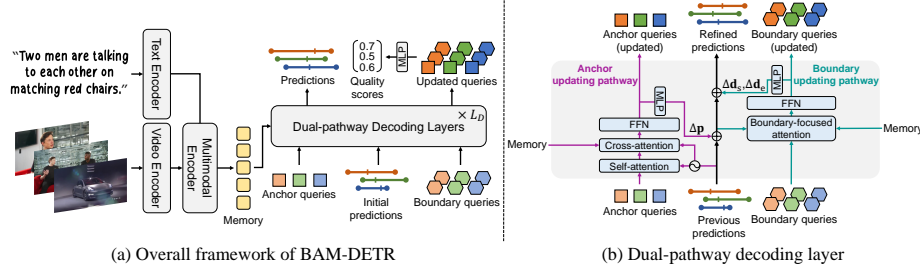 "Two men are talking
to each other on
matching red chairs."
Text Encoder
Video Encoder
Multimodal
Encoder
Memory
Predictions
0.7
0.5
0.6
Quality
scores
MLP
Updated queries
× L_D
Dual-pathway Decoding Layers
Anchor queries
Initial
predictions
Boundary queries
(a) Overall framework of BAM-DETR
Anchor queries
(updated)
Refined
predictions
Boundary queries
(updated)
Anchor
updating pathway
Boundary
updating pathway
MLP
Δd_s,Δd_e
MLP
FFN
Δp
FFN
Boundary-focused
attention
Memory
Cross-attention
Memory
Self-attention
Anchor queries
Previous
predictions
Boundary queries
(b) Dual-pathway decoding layer